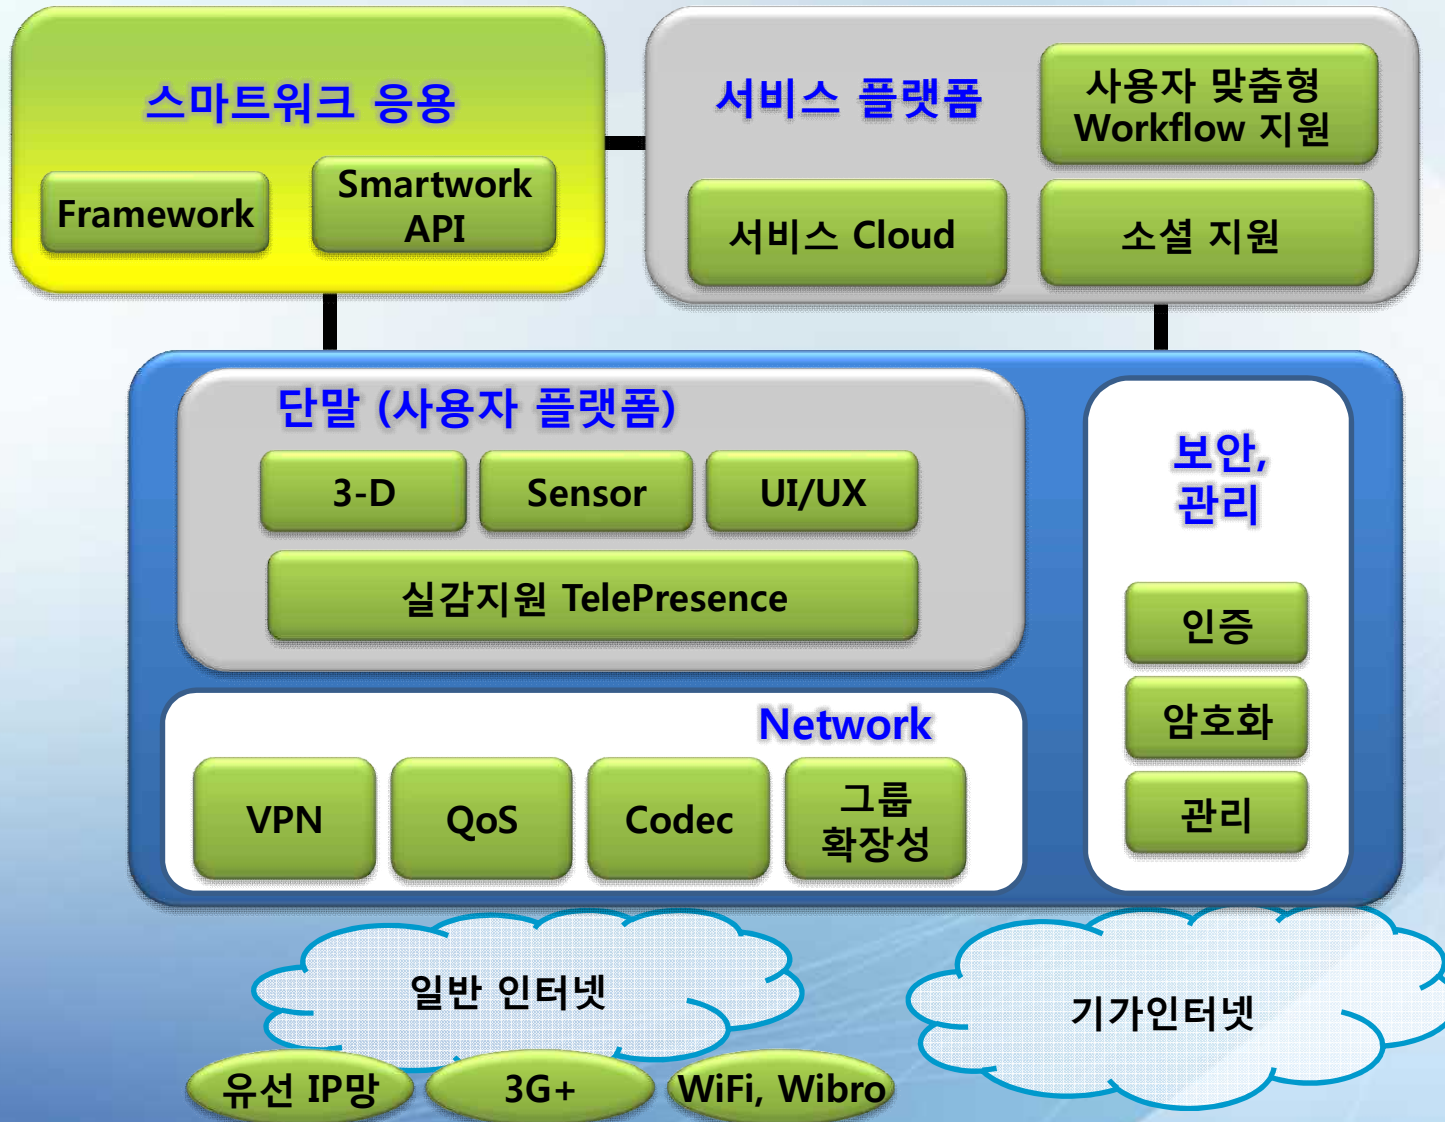 스마트워크 응용
Framework
Smartwork
API
서비스 플랫폼
사용자 맞춤형
Workflow 지원
서비스 Cloud
소셜 지원
단말 (사용자 플랫폼)
3-D
Sensor
UI/UX
실감지원 TelePresence
보안,
관리
인증
암호화
관리
Network
VPN
QoS
Codec
그룹
확장성
일반 인터넷
기가인터넷
유선 IP망
3G+
WiFi, Wibro